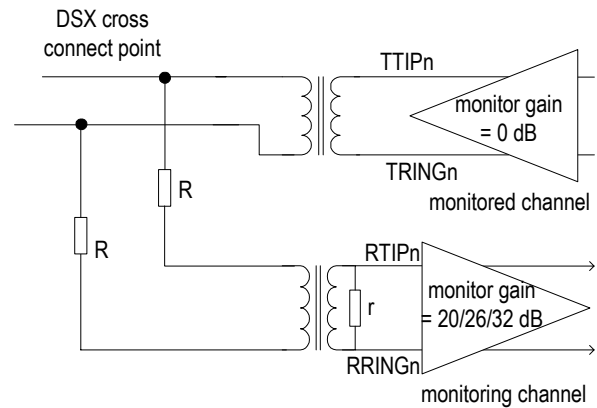 DSX cross
connect point
TTIPn
monitor gain
= 0 dB
TRINGn
monitored channel
R
R
RTIPn
monitor gain
= 20/26/32 dB
r
RRINGn
monitoring channel